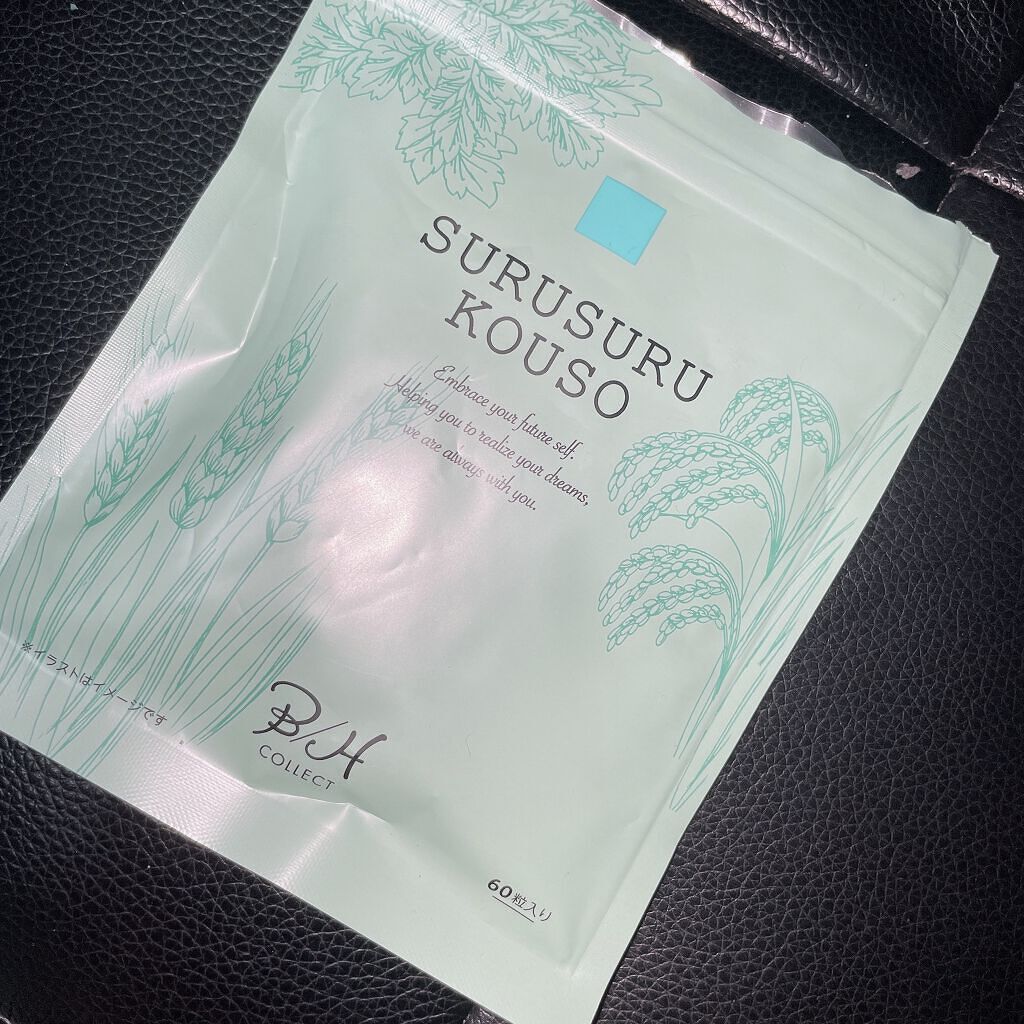 SURUSURU
KOUSO
Embrace your future self.
Helping you to realize your dreams,
we are always with you.
※イラストはイメージです
B/H
COLLECT
60粒入り